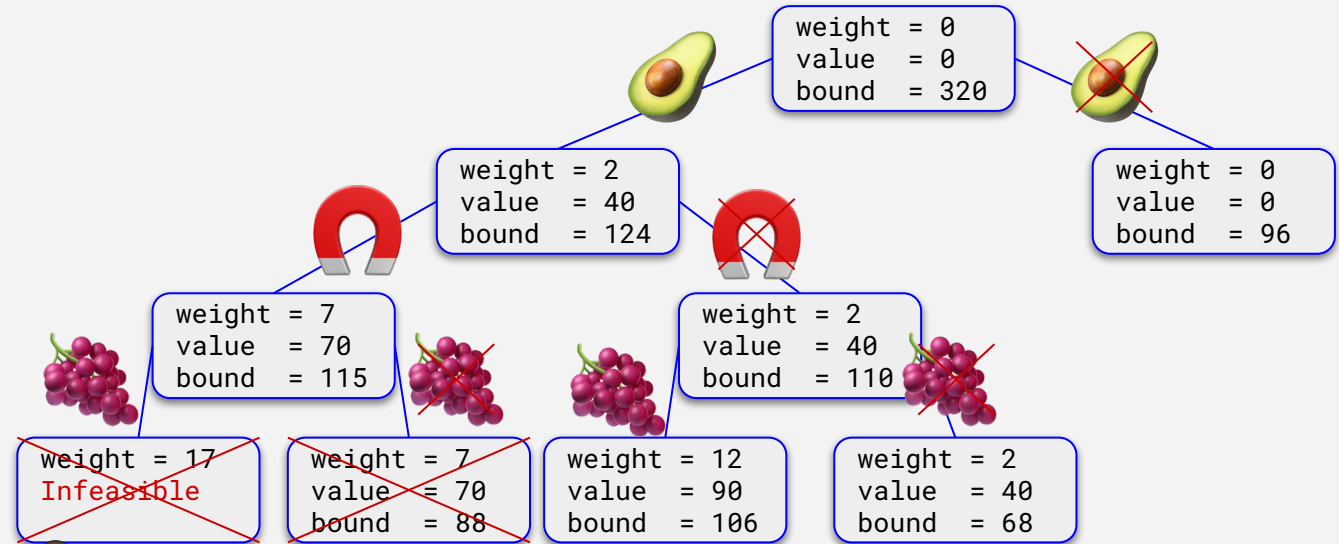 weight = 0
value  = 0
bound  = 320
weight = 2
value  = 40
bound  = 124
weight = 0
value  = 0
bound  = 96
weight = 7
value  = 70
bound  = 115
weight = 2
value  = 40
bound  = 110
weight = 17
Infeasible
weight = 7
value  = 70
bound  = 88
weight = 12
value  = 90
bound  = 106
weight = 2
value  = 40
bound  = 68